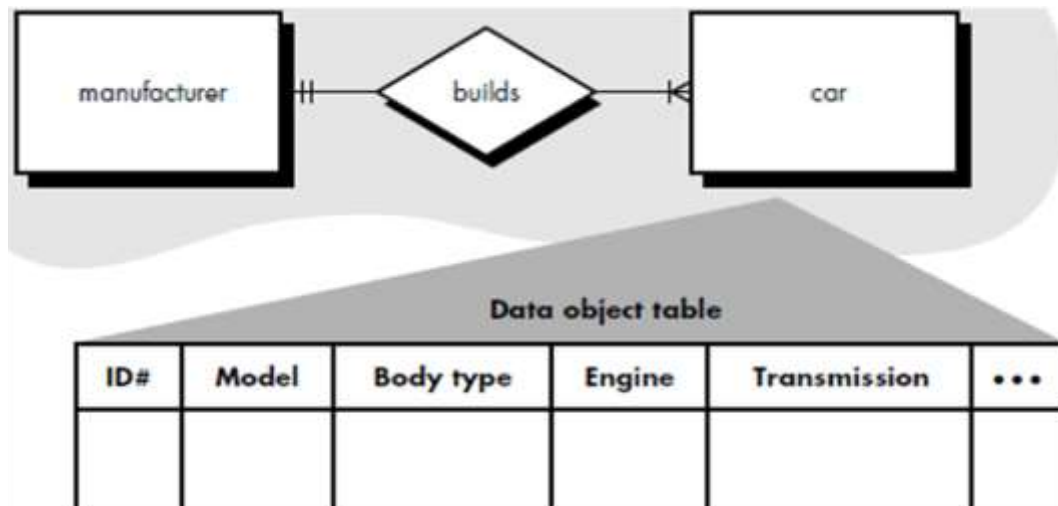 manufacturer builds car
Data object table
ID# Model Body type Engine Transmission •••